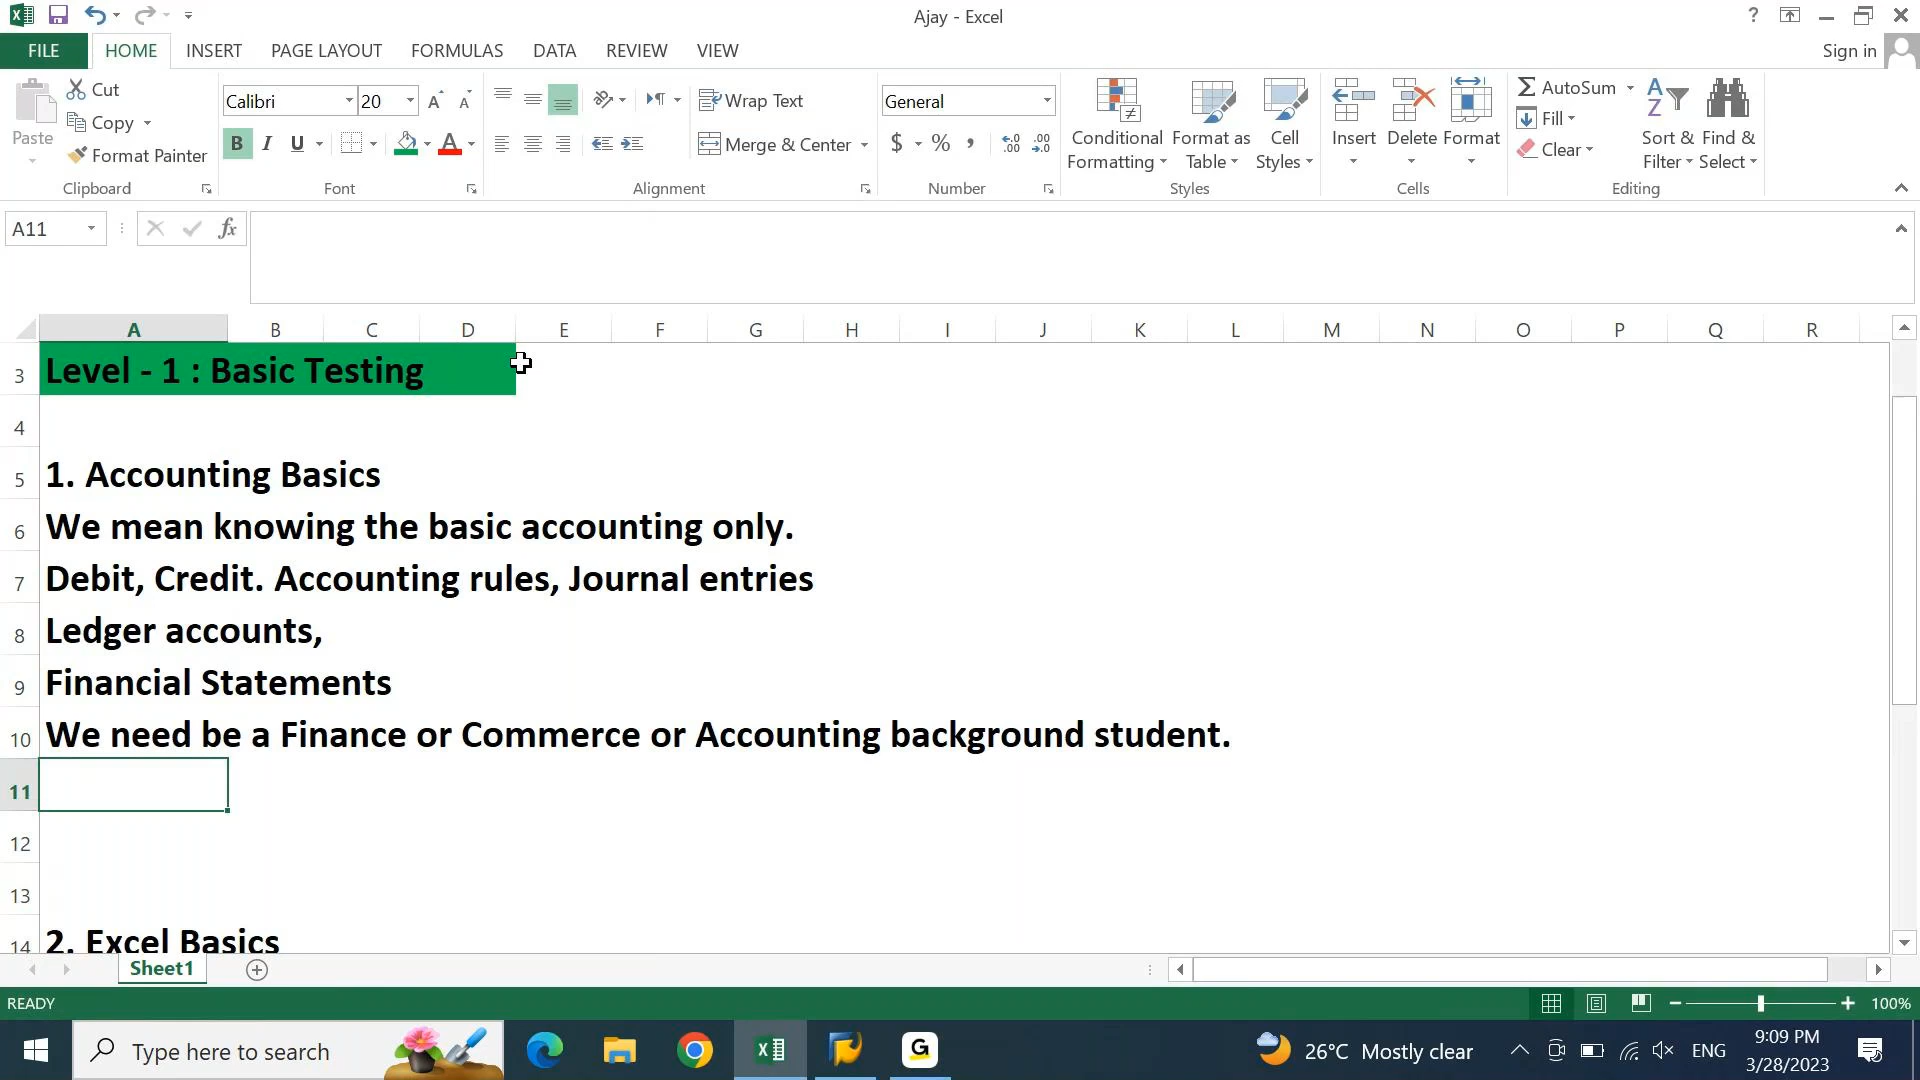 Ajay - Excel
?
FILE HOME INSERT PAGE LAYOUT FORMULAS DATA REVIEW VIEW Sign in
Paste
Cut
Copy
Format Painter
Clipboard
Calibri 20
B I U A
Font
Wrap Text
Merge & Center
Alignment
General
$ % ,
Number
Conditional Formatting
Format as Table
Cell Styles
Styles
Insert Delete Format
Cells
AutoSum
Fill
Clear
Sort & Filter
Find & Select
Editing
A11 fx
A B C D E F G H I J K L M N O P Q R
3 Level - 1 : Basic Testing
4
5 1. Accounting Basics
6 We mean knowing the basic accounting only.
7 Debit, Credit. Accounting rules, Journal entries
8 Ledger accounts,
9 Financial Statements
10 We need be a Finance or Commerce or Accounting background student.
11
12
13
14 2. Excel Basics
Sheet1
READY 100%
Type here to search
26°C Mostly clear
ENG
9:09 PM
3/28/2023